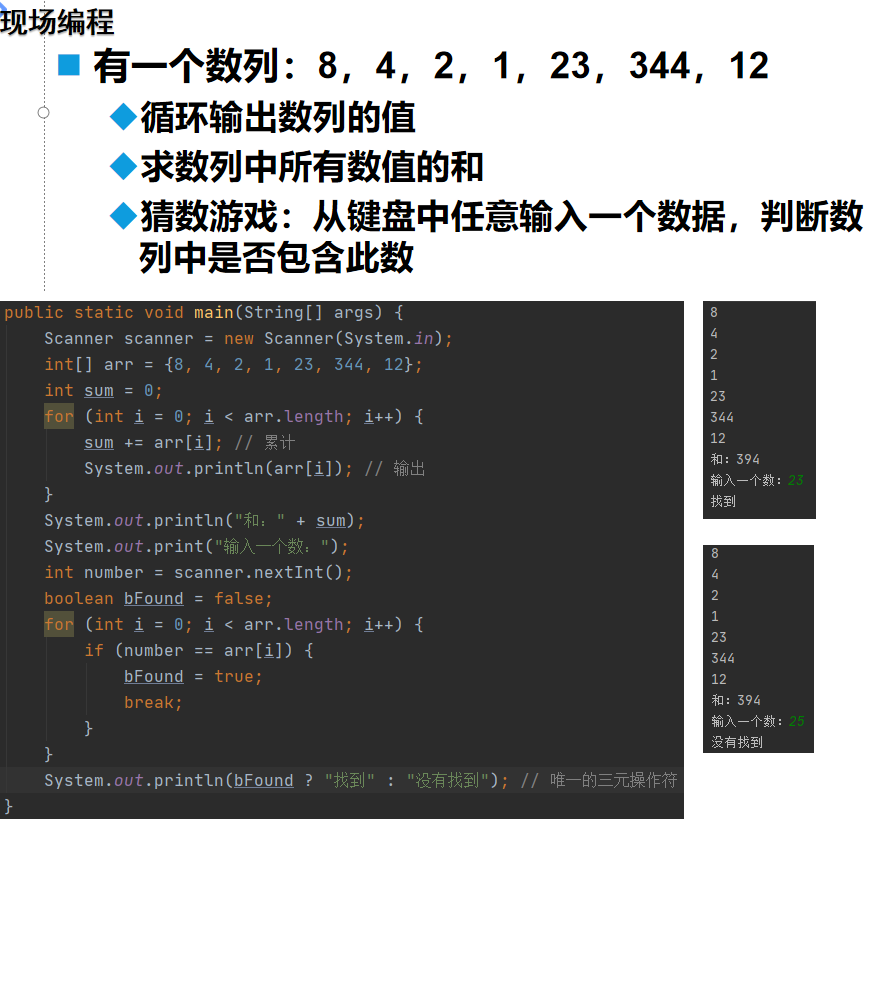 现场编程
有一个数列：8，4，2，1，23，344，12
循环输出数列的值
求数列中所有数值的和
猜数游戏：从键盘中任意输入一个数据，判断数
列中是否包含此数
public static void main(String[] args) {
Scanner scanner = new Scanner(System.in);
int[] arr = {8, 4, 2, 1, 23, 344, 12};
int sum = 0;
for (int i = 0; i < arr.length; i++) {
sum += arr[i]; // 累计
System.out.println(arr[i]); // 输出
}
System.out.println("和：" + sum);
System.out.print("输入一个数：");
int number = scanner.nextInt();
boolean bFound = false;
for (int i = 0; i < arr.length; i++) {
if (number == arr[i]) {
bFound = true;
break;
}
}
System.out.println(bFound ? "找到" : "没有找到"); // 唯一的三元操作符
}
8
4
2
1
23
344
12
和：394
输入一个数：23
找到
8
4
2
1
23
344
12
和：394
输入一个数：25
没有找到